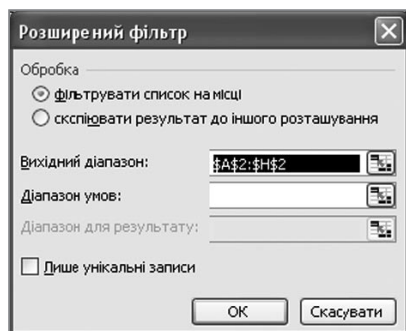 Розширений фільтр
Обробка
фільтрувати список на місці
скопіювати результат до іншого розташування
Вихідний діапазон:
$A$2:$H$2
Діапазон умов:
Діапазон для результату:
Лише унікальні записи
OK
Скасувати